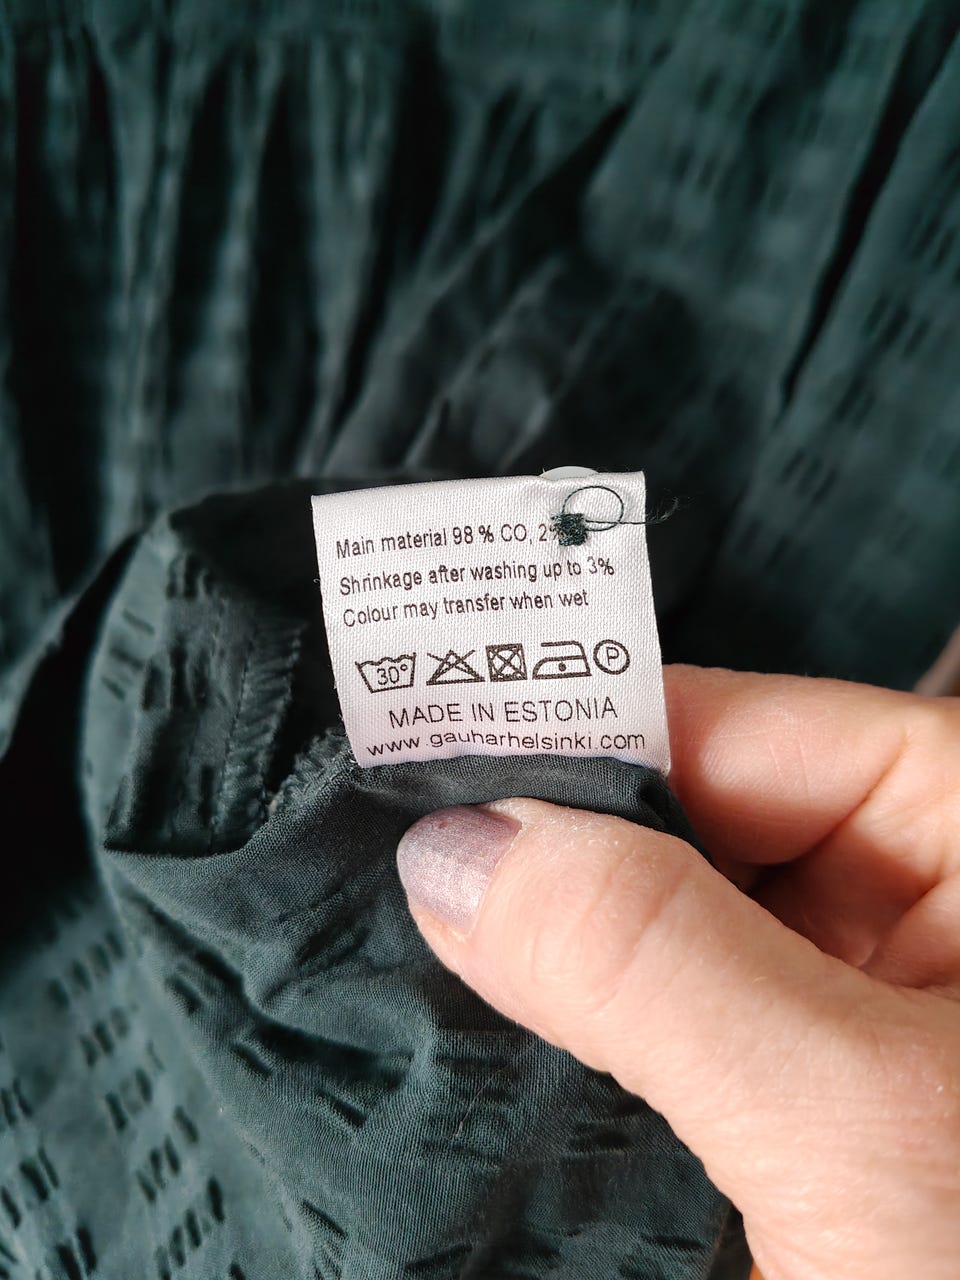 Main material 98 % CO, 2%
Shrinkage after washing up to 3%
Colour may transfer when wet
30° P
MADE IN ESTONIA
www.gauharhelsinki.com